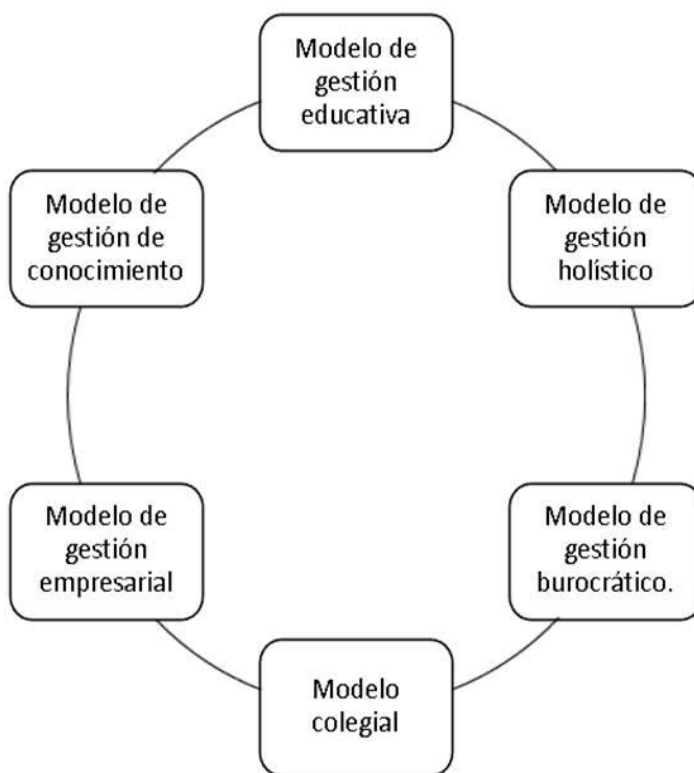 Modelo de
gestión
educativa
Modelo de
gestión
holístico
Modelo de
gestión
burocrático.
Modelo
colegial
Modelo de
gestión
empresarial
Modelo de
gestión de
conocimiento